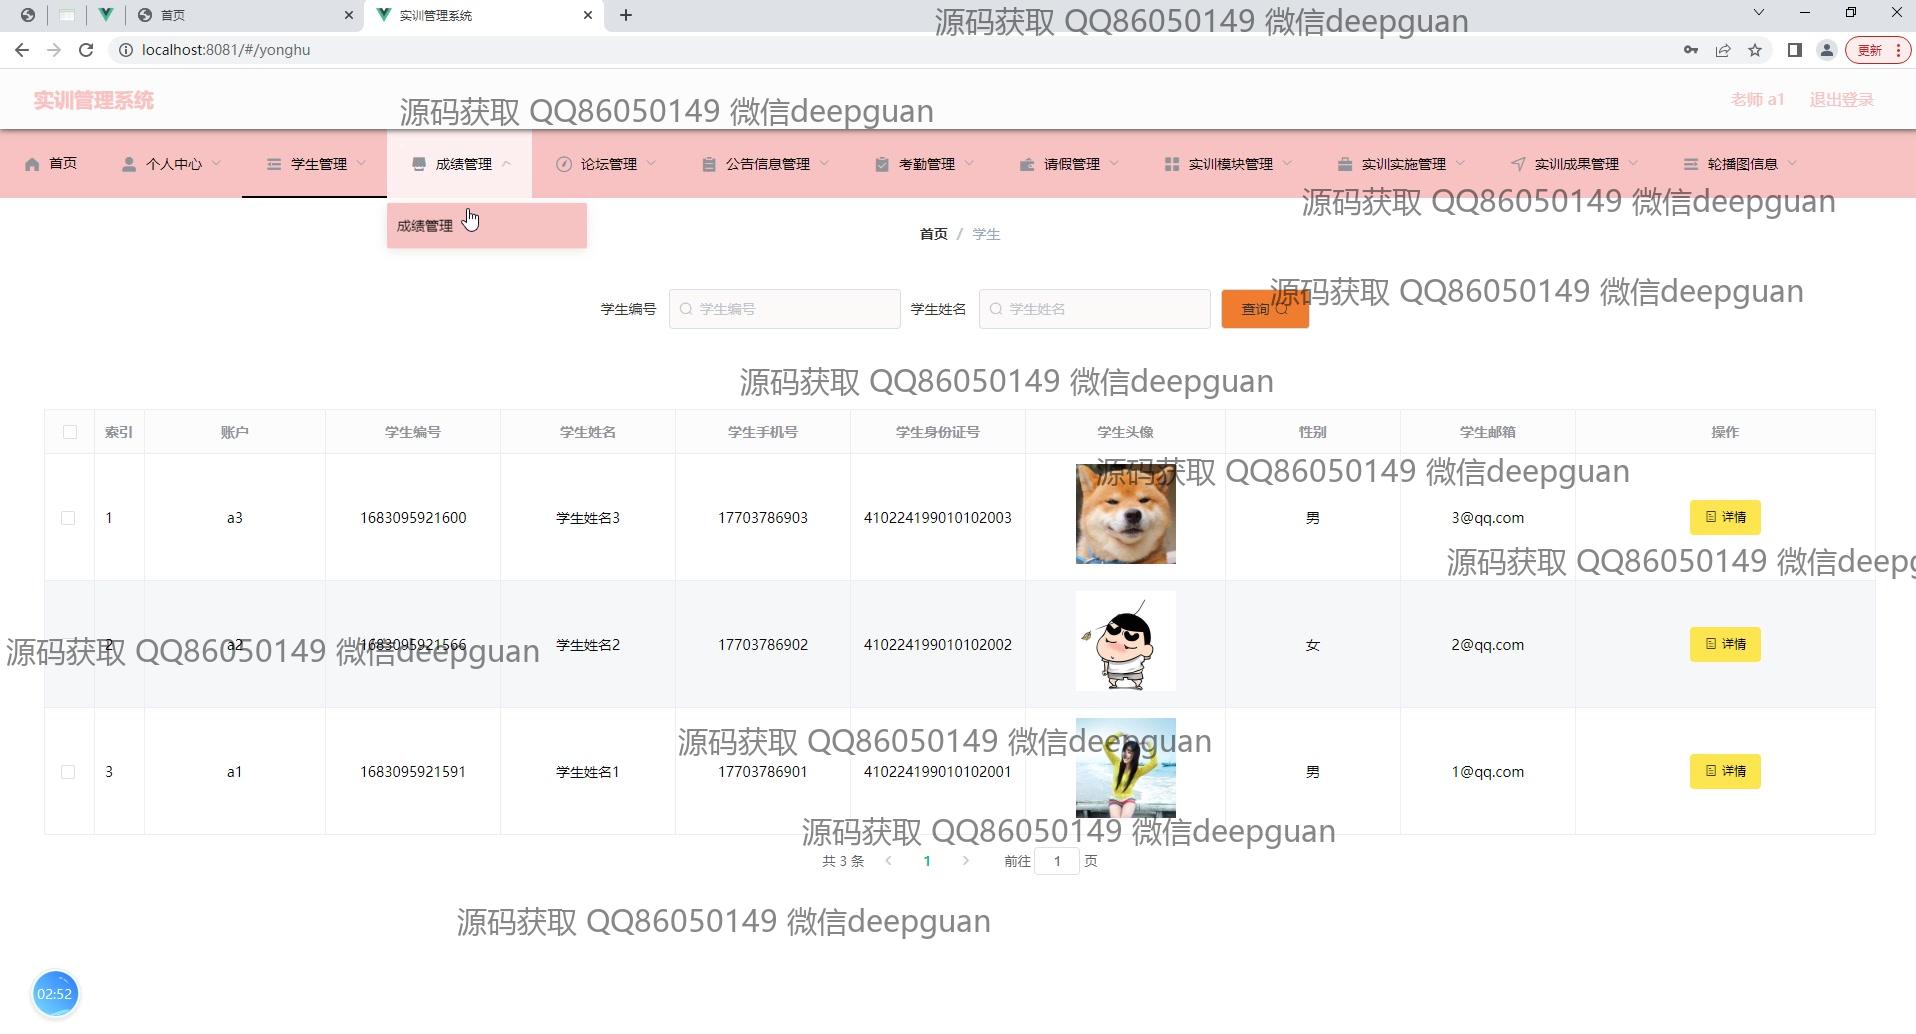 首页
实训管理系统
源码获取 QQ86050149 微信deepguan
localhost:8081/#/yonghu
更新
实训管理系统
源码获取 QQ86050149 微信deepguan
老师 a1
退出登录
首页 个人中心 学生管理 成绩管理 论坛管理 公告信息管理 考勤管理 请假管理 实训模块管理 实训实施管理 实训成果管理 轮播图信息
源码获取 QQ86050149 微信deepguan
成绩管理
首页 / 学生
源码获取 QQ86050149 微信deepguan
学生编号 学生编号 学生姓名 学生姓名 查询
源码获取 QQ86050149 微信deepguan
索引 账户 学生编号 学生姓名 学生手机号 学生身份证号 学生头像 性别 学生邮箱 操作
源码获取 QQ86050149 微信deepguan
1 a3 1683095921600 学生姓名3 17703786903 410224199010102003 男 3@qq.com 详情
源码获取 QQ86050149 微信deepg
2 a2 1683095921566 学生姓名2 17703786902 410224199010102002 女 2@qq.com 详情
源码获取 QQ86050149 微信deepguan
源码获取 QQ86050149 微信deepguan
3 a1 1683095921591 学生姓名1 17703786901 410224199010102001 男 1@qq.com 详情
源码获取 QQ86050149 微信deepguan
共 3 条 1 前往 1 页
源码获取 QQ86050149 微信deepguan
02:52